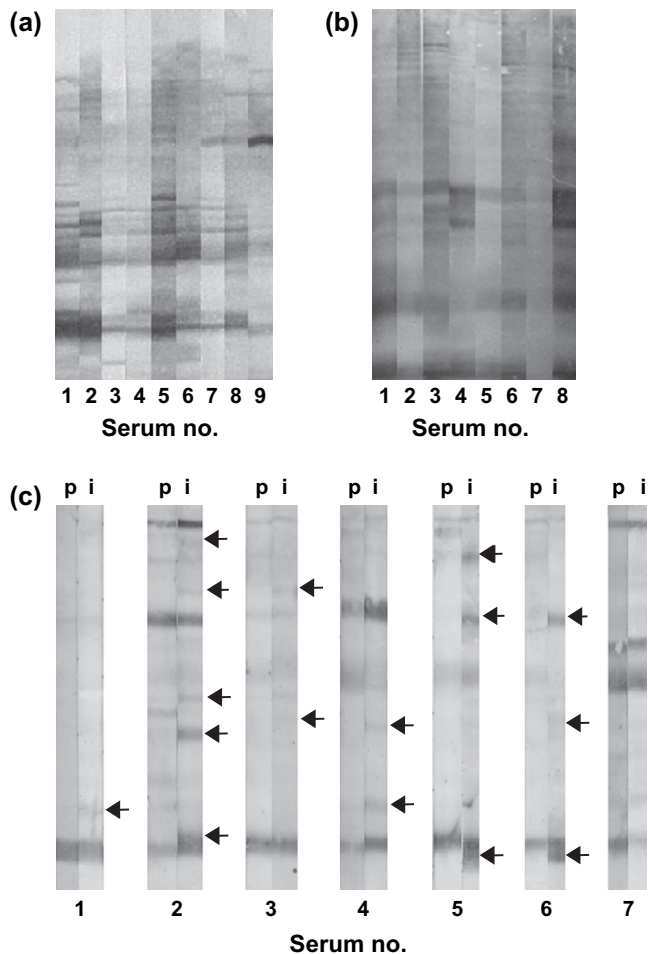 (a) (b)
1 2 3 4 5 6 7 8 9 1 2 3 4 5 6 7 8
Serum no. Serum no.
(c) p i p i p i p i p i p i p i
1 2 3 4 5 6 7
Serum no.